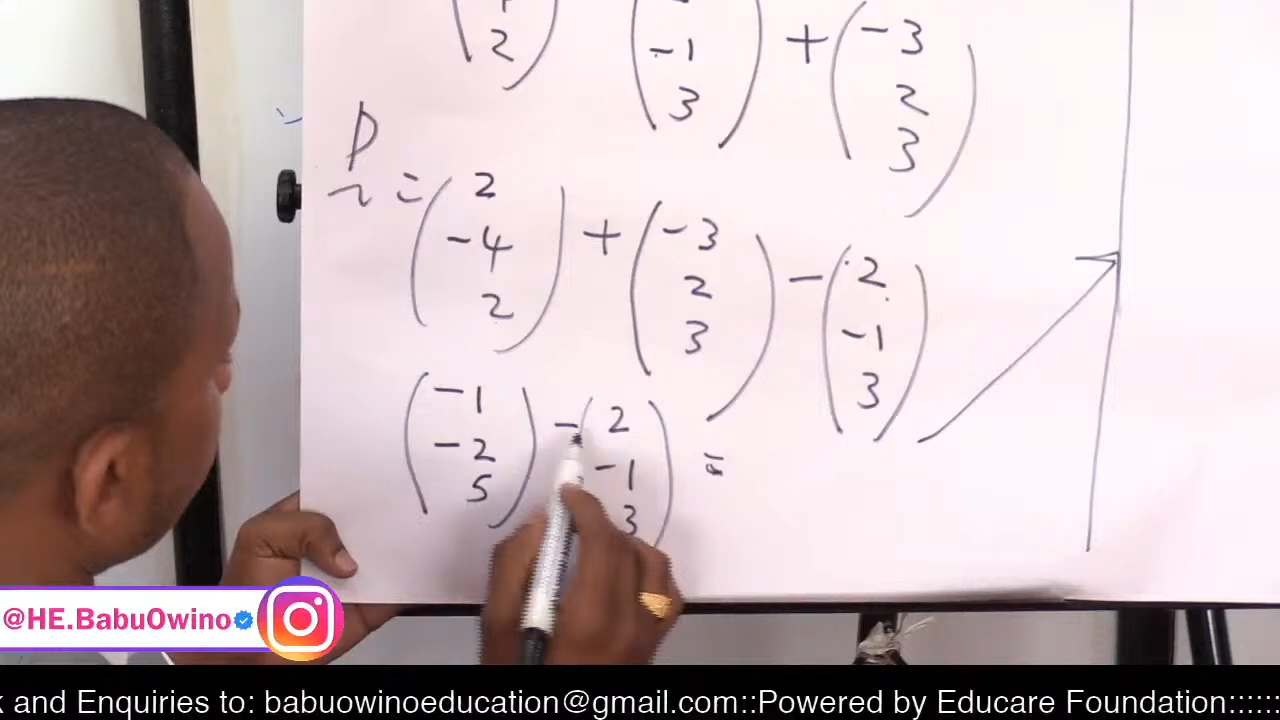 2 -1 + -3
3 2
3
p
~ = ( 2 ) + ( -3 ) - ( 2 )
( -4 ) ( 2 ) ( -1 )
( 2 ) ( 3 ) ( 3 )
( -1 ) - ( 2 ) =
( -2 ) ( -1 )
( 5 ) ( 3 )
@HE.BabuOwino
k and Enquiries to: babuowinoeducation@gmail.com::Powered by Educare Foundation::::::